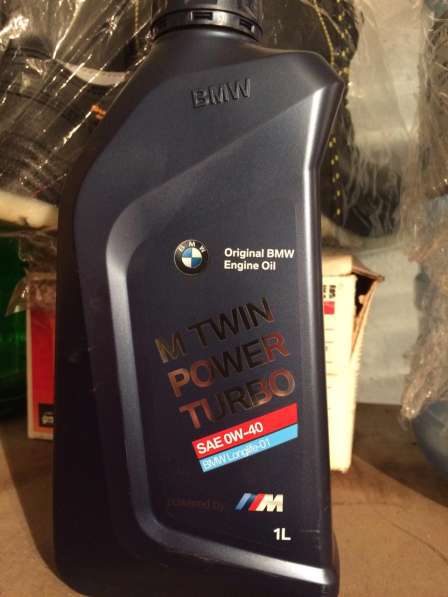 BMW
BMW
Original BMW
Engine Oil
M TWIN
POWER
TURBO
SAE 0W-40
BMW Longlife-01
powered by
M
1L